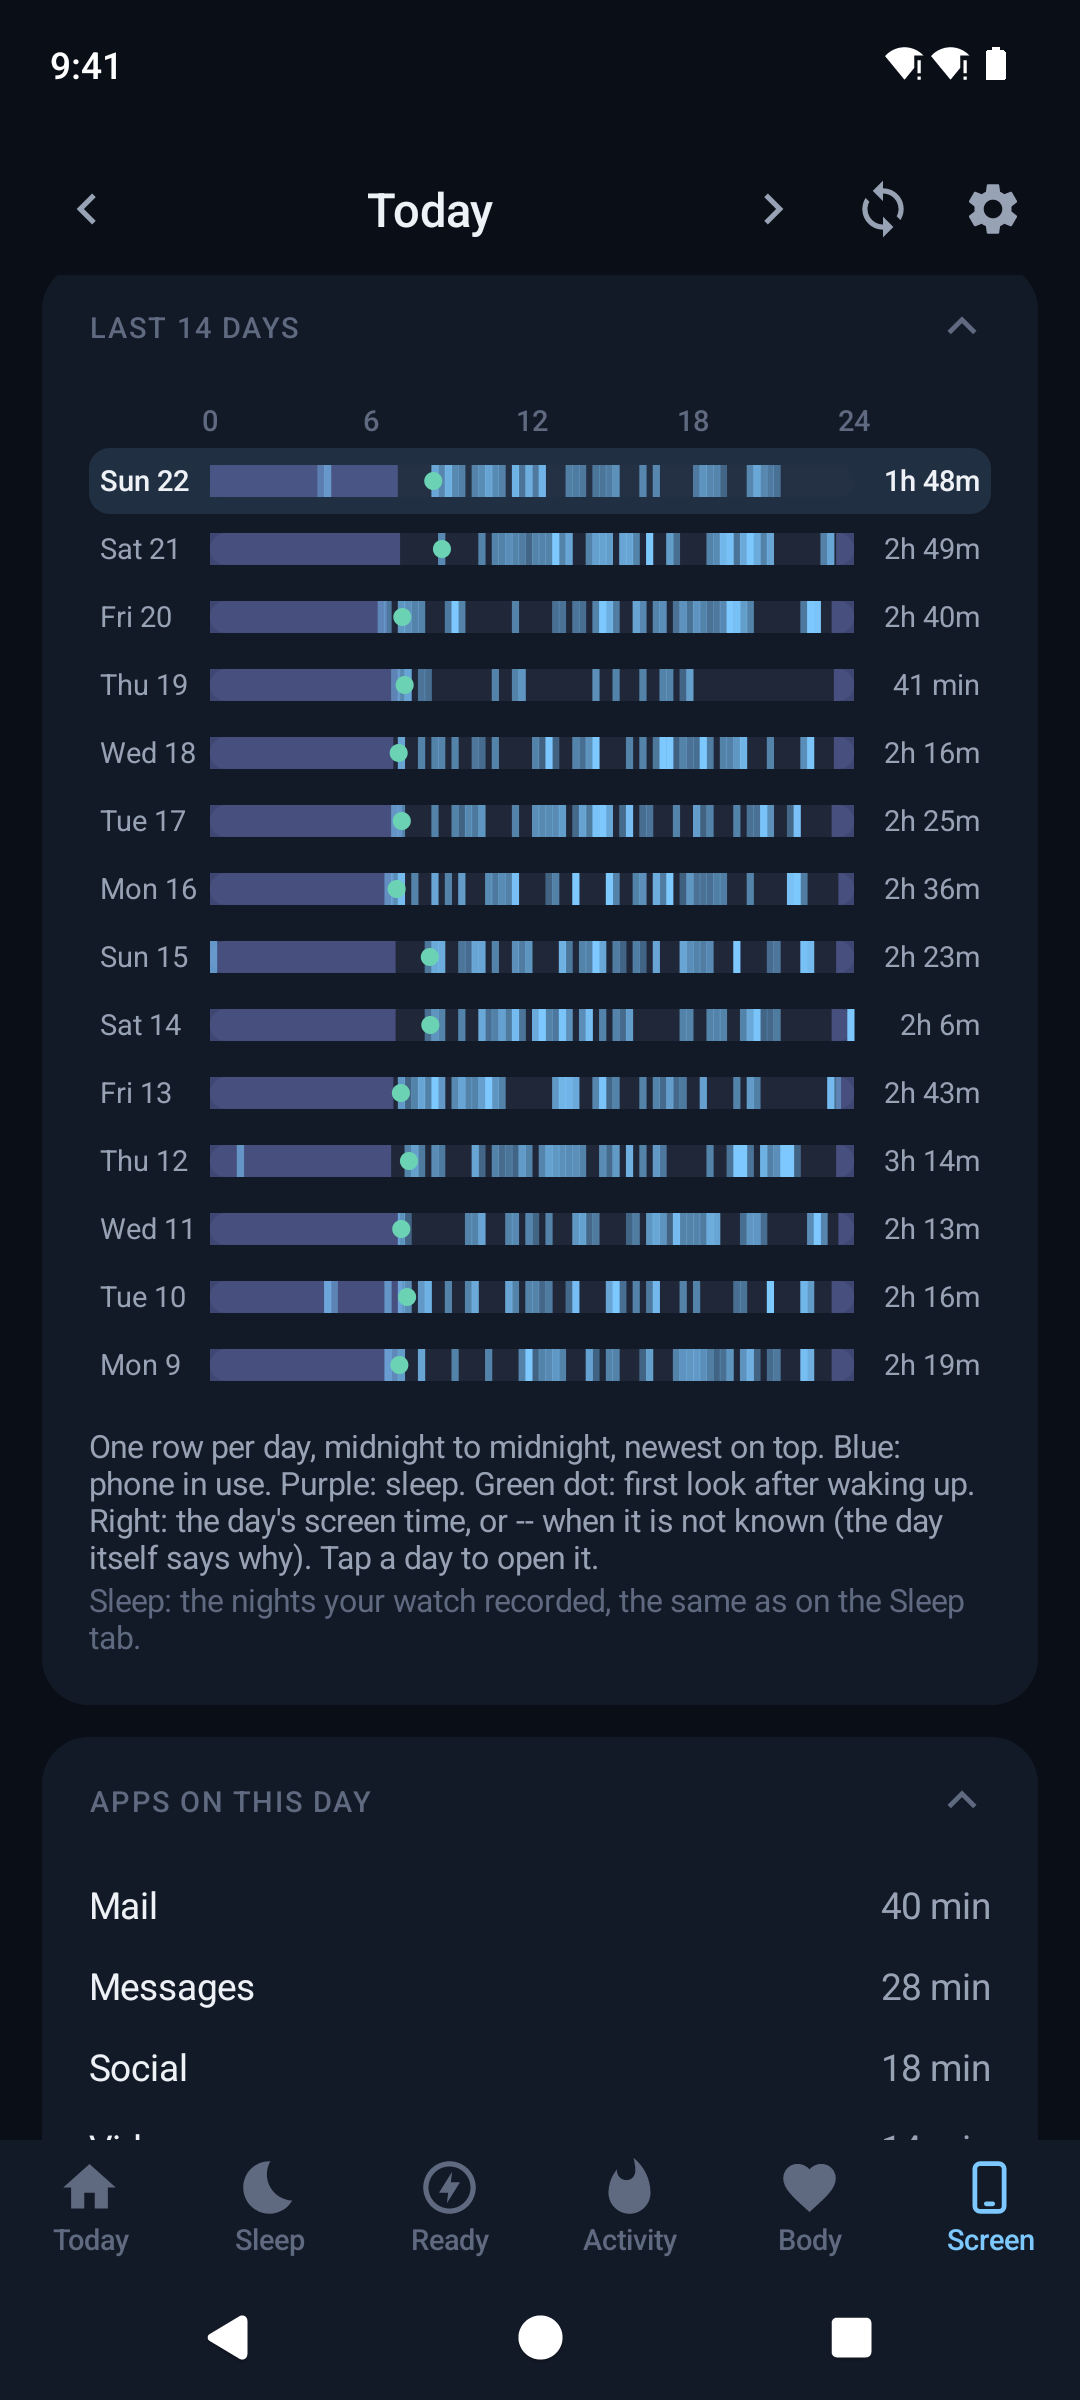 9:41
Today
LAST 14 DAYS
0 6 12 18 24
Sun 22 1h 48m
Sat 21 2h 49m
Fri 20 2h 40m
Thu 19 41 min
Wed 18 2h 16m
Tue 17 2h 25m
Mon 16 2h 36m
Sun 15 2h 23m
Sat 14 2h 6m
Fri 13 2h 43m
Thu 12 3h 14m
Wed 11 2h 13m
Tue 10 2h 16m
Mon 9 2h 19m
One row per day, midnight to midnight, newest on top. Blue:
phone in use. Purple: sleep. Green dot: first look after waking up.
Right: the day's screen time, or -- when it is not known (the day
itself says why). Tap a day to open it.
Sleep: the nights your watch recorded, the same as on the Sleep
tab.
APPS ON THIS DAY
Mail 40 min
Messages 28 min
Social 18 min
Today Sleep Ready Activity Body Screen